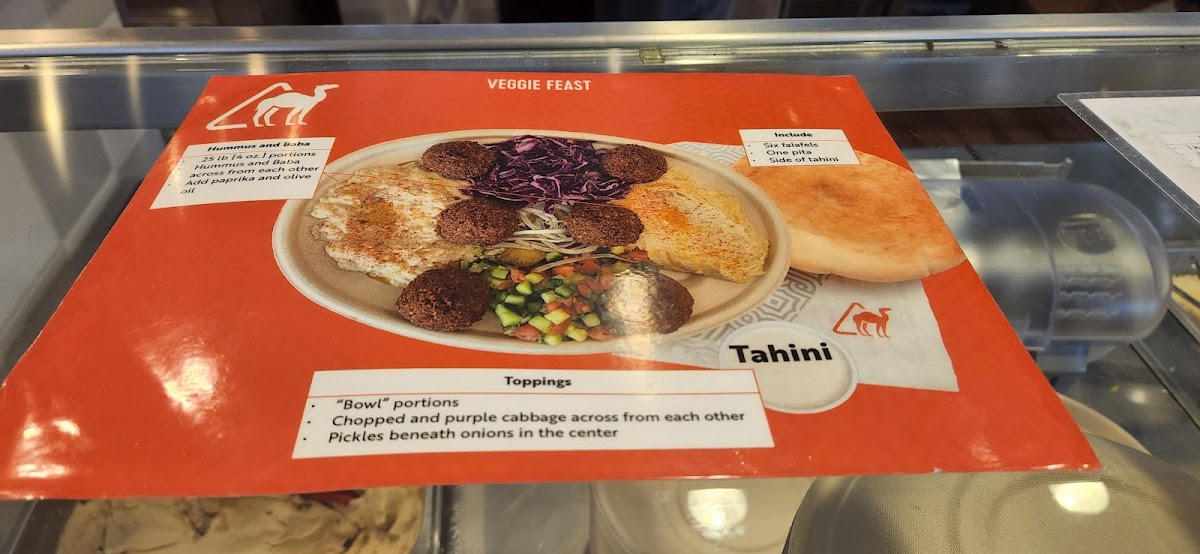 VEGGIE FEAST
Hummus and Baba
· .25 lb [4 oz.] portions
Hummus and Baba
across from each other
· Add paprika and olive
oil
Include
· Six falafels
· One pita
· Side of tahini
Tahini
Toppings
· “Bowl” portions
· Chopped and purple cabbage across from each other
· Pickles beneath onions in the center